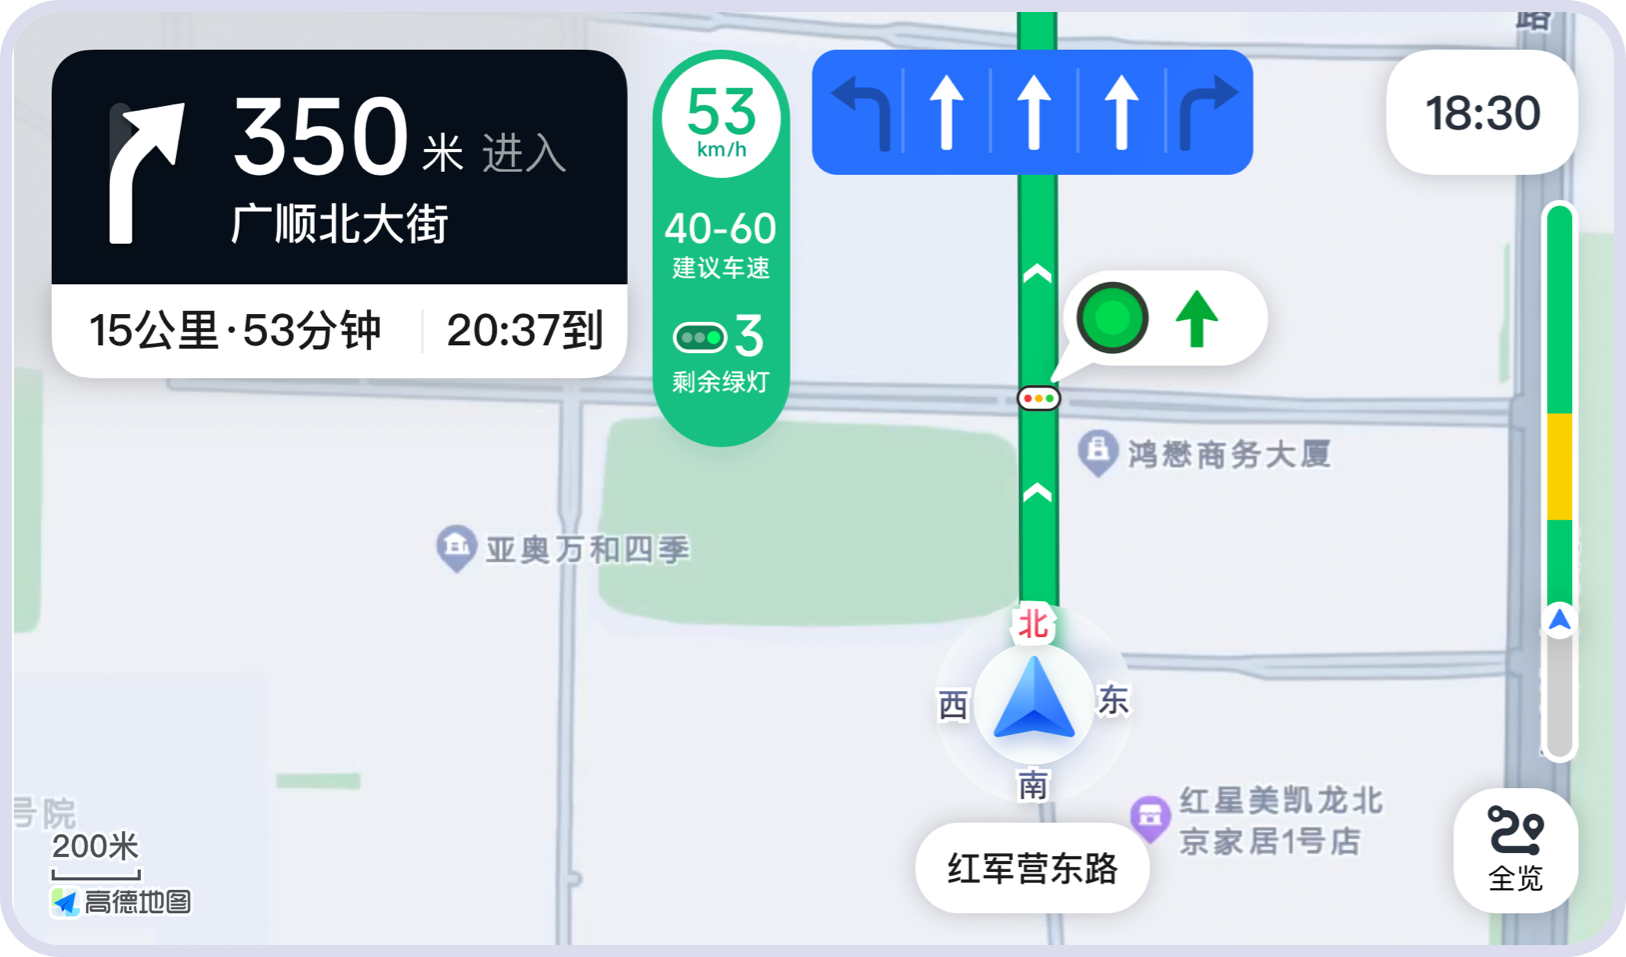 350 米 进入
广顺北大街
15公里·53分钟
20:37到
53
km/h
40-60
建议车速
3
剩余绿灯
路
18:30
鸿懋商务大厦
亚奥万和四季
北
西
东
南
红军营东路
红星美凯龙北
京家居1号店
号院
200米
高德地图
全览